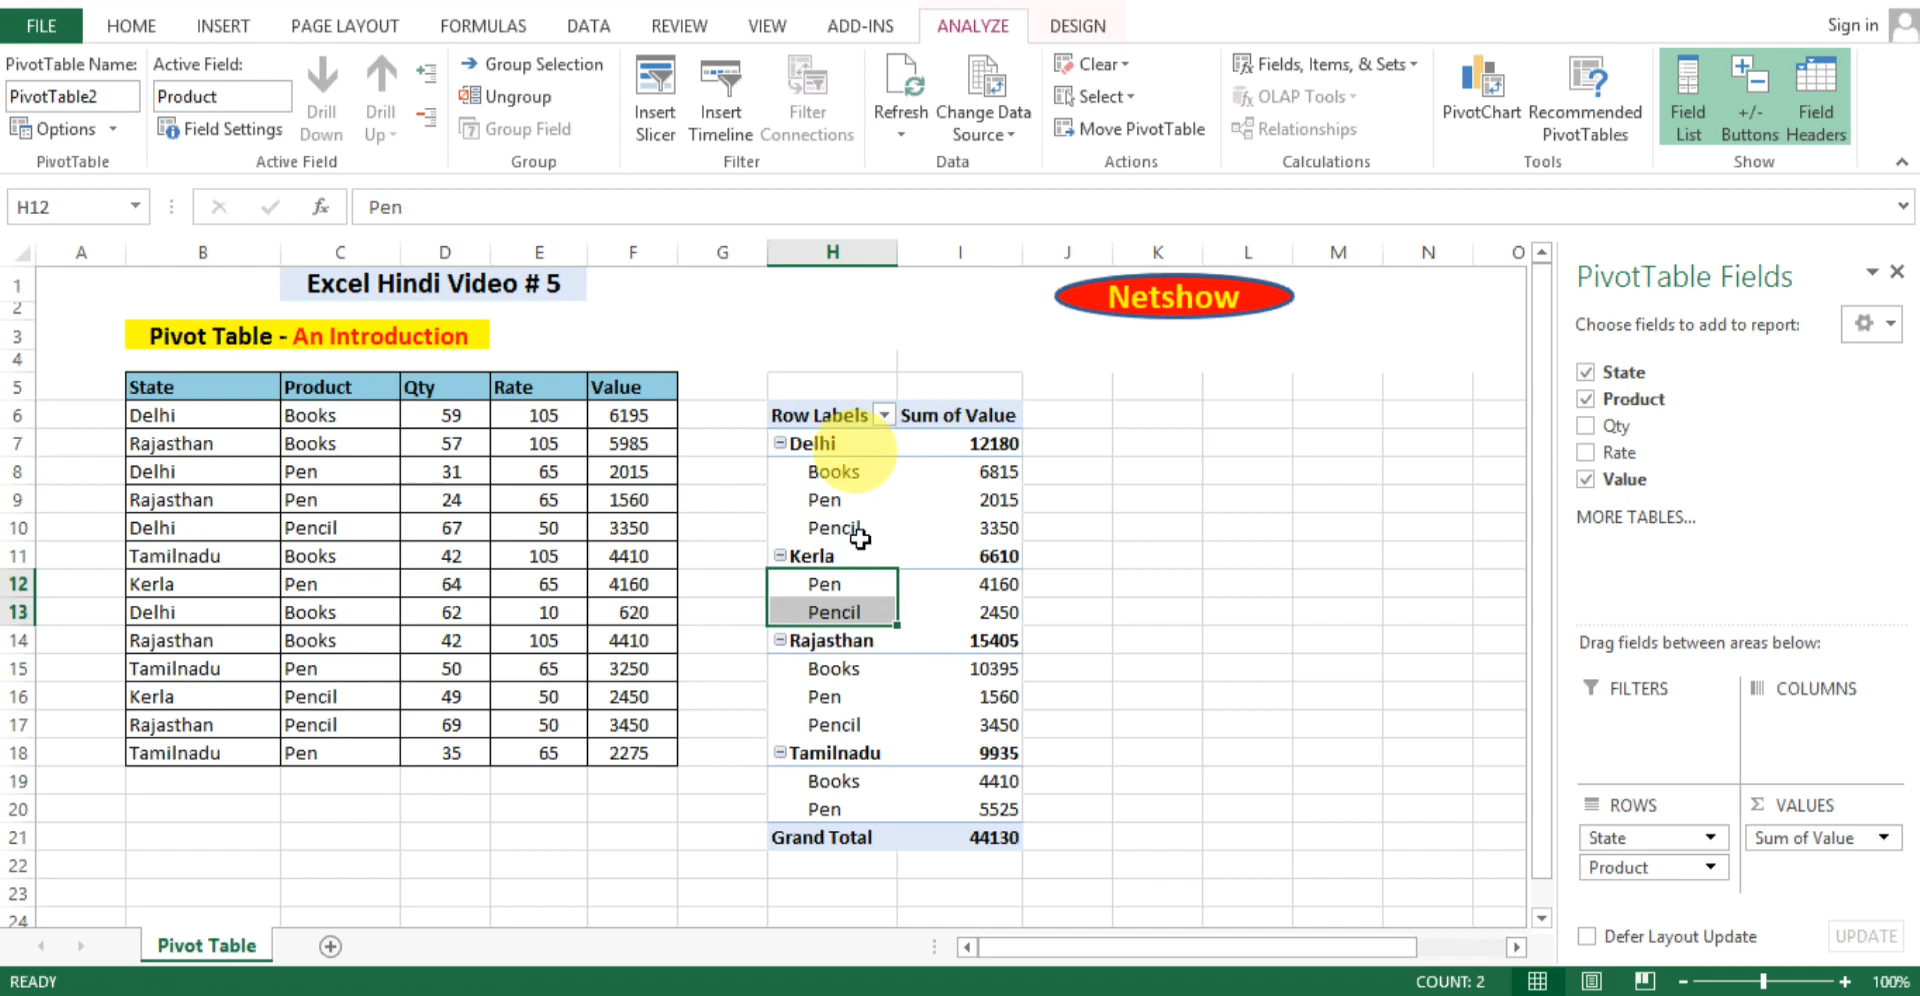 FILE HOME INSERT PAGE LAYOUT FORMULAS DATA REVIEW VIEW ADD-INS ANALYZE DESIGN Sign in
PivotTable Name:
PivotTable2
Options
PivotTable
Active Field:
Product
Field Settings
Drill Down
Drill Up
Active Field
Group Selection
Ungroup
Group Field
Group
Insert Slicer
Insert Timeline
Filter Connections
Filter
Refresh
Change Data Source
Data
Clear
Select
Move PivotTable
Actions
Fields, Items, & Sets
OLAP Tools
Relationships
Calculations
PivotChart
Recommended PivotTables
Tools
Field List
+/- Buttons
Field Headers
Show
H12 fx Pen
A B C D E F G H I J K L M N O
1 Excel Hindi Video # 5 Netshow
2
3 Pivot Table - An Introduction
4
5 State Product Qty Rate Value
6 Delhi Books 59 105 6195 Row Labels Sum of Value
7 Rajasthan Books 57 105 5985 Delhi 12180
8 Delhi Pen 31 65 2015 Books 6815
9 Rajasthan Pen 24 65 1560 Pen 2015
10 Delhi Pencil 67 50 3350 Pencil 3350
11 Tamilnadu Books 42 105 4410 Kerla 6610
12 Kerla Pen 64 65 4160 Pen 4160
13 Delhi Books 62 10 620 Pencil 2450
14 Rajasthan Books 42 105 4410 Rajasthan 15405
15 Tamilnadu Pen 50 65 3250 Books 10395
16 Kerla Pencil 49 50 2450 Pen 1560
17 Rajasthan Pencil 69 50 3450 Pencil 3450
18 Tamilnadu Pen 35 65 2275 Tamilnadu 9935
19 Books 4410
20 Pen 5525
21 Grand Total 44130
22
23
24
PivotTable Fields
Choose fields to add to report:
State
Product
Qty
Rate
Value
MORE TABLES...
Drag fields between areas below:
FILTERS COLUMNS
ROWS VALUES
State Sum of Value
Product
Defer Layout Update UPDATE
Pivot Table
READY COUNT: 2 100%